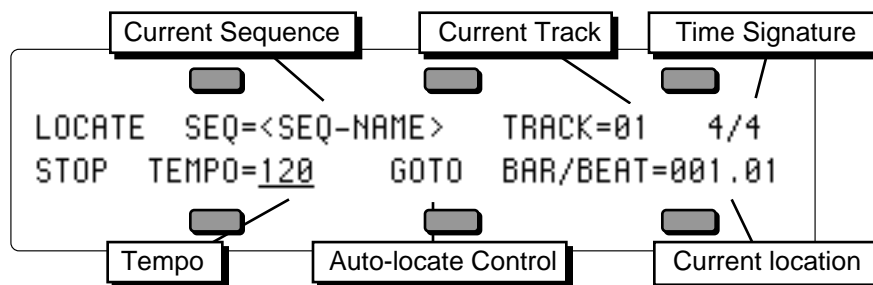 Current Sequence Current Track Time Signature
LOCATE SEQ=<SEQ-NAME> TRACK=01 4/4
STOP TEMPO=120 GOTO BAR/BEAT=001.01
Tempo Auto-locate Control Current location